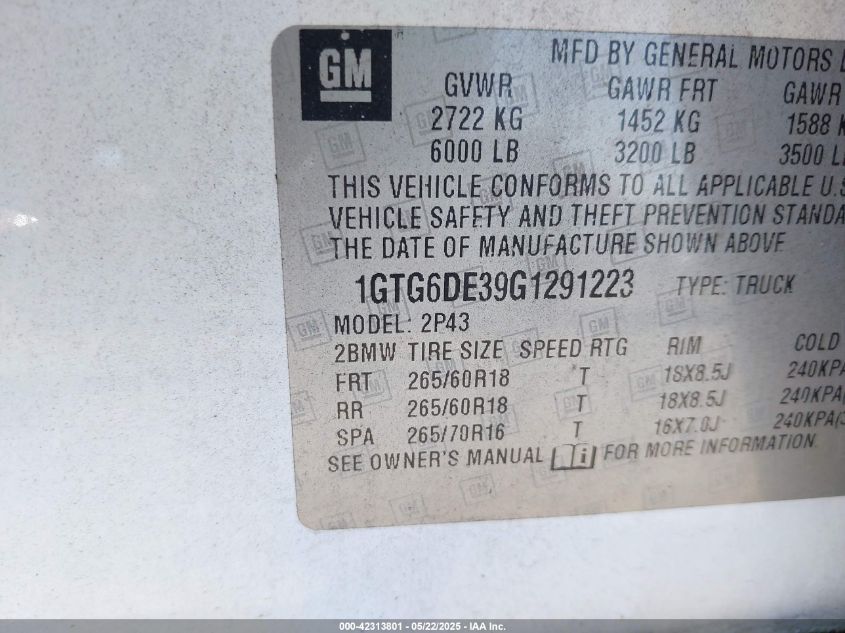 GM
MFD BY GENERAL MOTORS
GVWR GAWR FRT GAWR
2722 KG 1452 KG 1588 K
6000 LB 3200 LB 3500 L
THIS VEHICLE CONFORMS TO ALL APPLICABLE U.S
VEHICLE SAFETY AND THEFT PREVENTION STANDA
THE DATE OF MANUFACTURE SHOWN ABOVE
1GTG6DE39G1291223 TYPE: TRUCK
MODEL: 2P43
2BMW TIRE SIZE SPEED RTG RIM COLD
FRT 265/60R18 T 18X8.5J 240KPA
RR 265/60R18 T 18X8.5J 240KPA(
SPA 265/70R16 T 16X7.0J 240KPA(
SEE OWNER'S MANUAL i FOR MORE INFORMATION
000-42313801 - 05/22/2025 - IAA Inc.